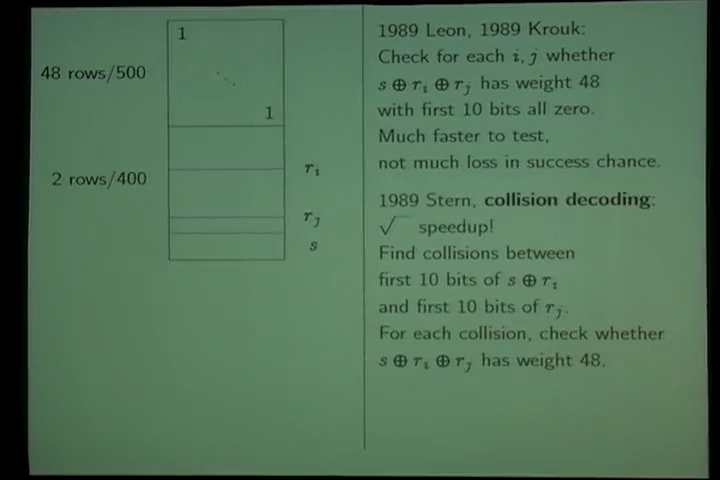 1
48 rows/500
1
2 rows/400
r_i
r_j
s
1989 Leon, 1989 Krouk:
Check for each i, j whether
s ⊕ r_i ⊕ r_j has weight 48
with first 10 bits all zero.
Much faster to test,
not much loss in success chance.
1989 Stern, collision decoding:
√ speedup!
Find collisions between
first 10 bits of s ⊕ r_i
and first 10 bits of r_j.
For each collision, check whether
s ⊕ r_i ⊕ r_j has weight 48.